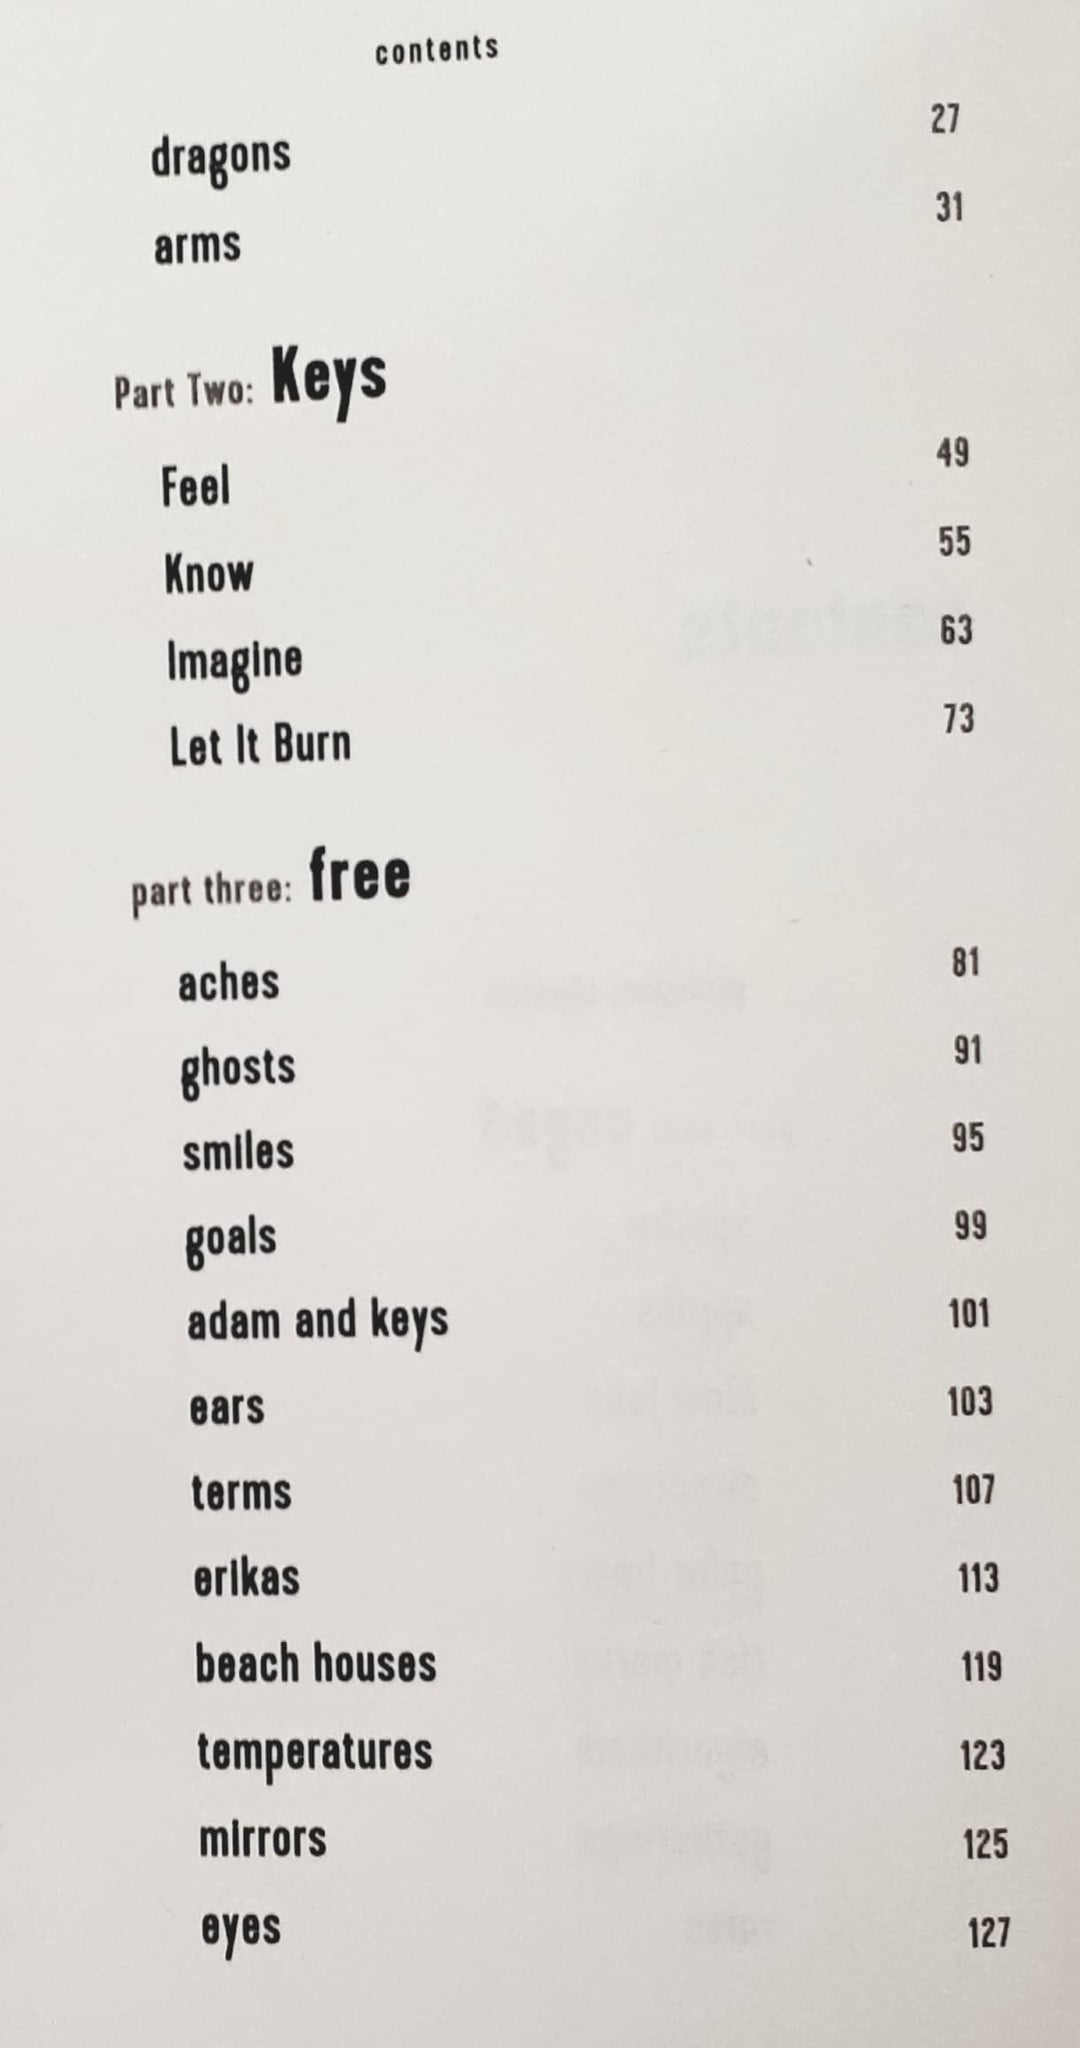 contents
dragons 27
arms 31
Part Two: Keys
Feel 49
Know 55
Imagine 63
Let It Burn 73
part three: free
aches 81
ghosts 91
smiles 95
goals 99
adam and keys 101
ears 103
terms 107
erikas 113
beach houses 119
temperatures 123
mirrors 125
eyes 127